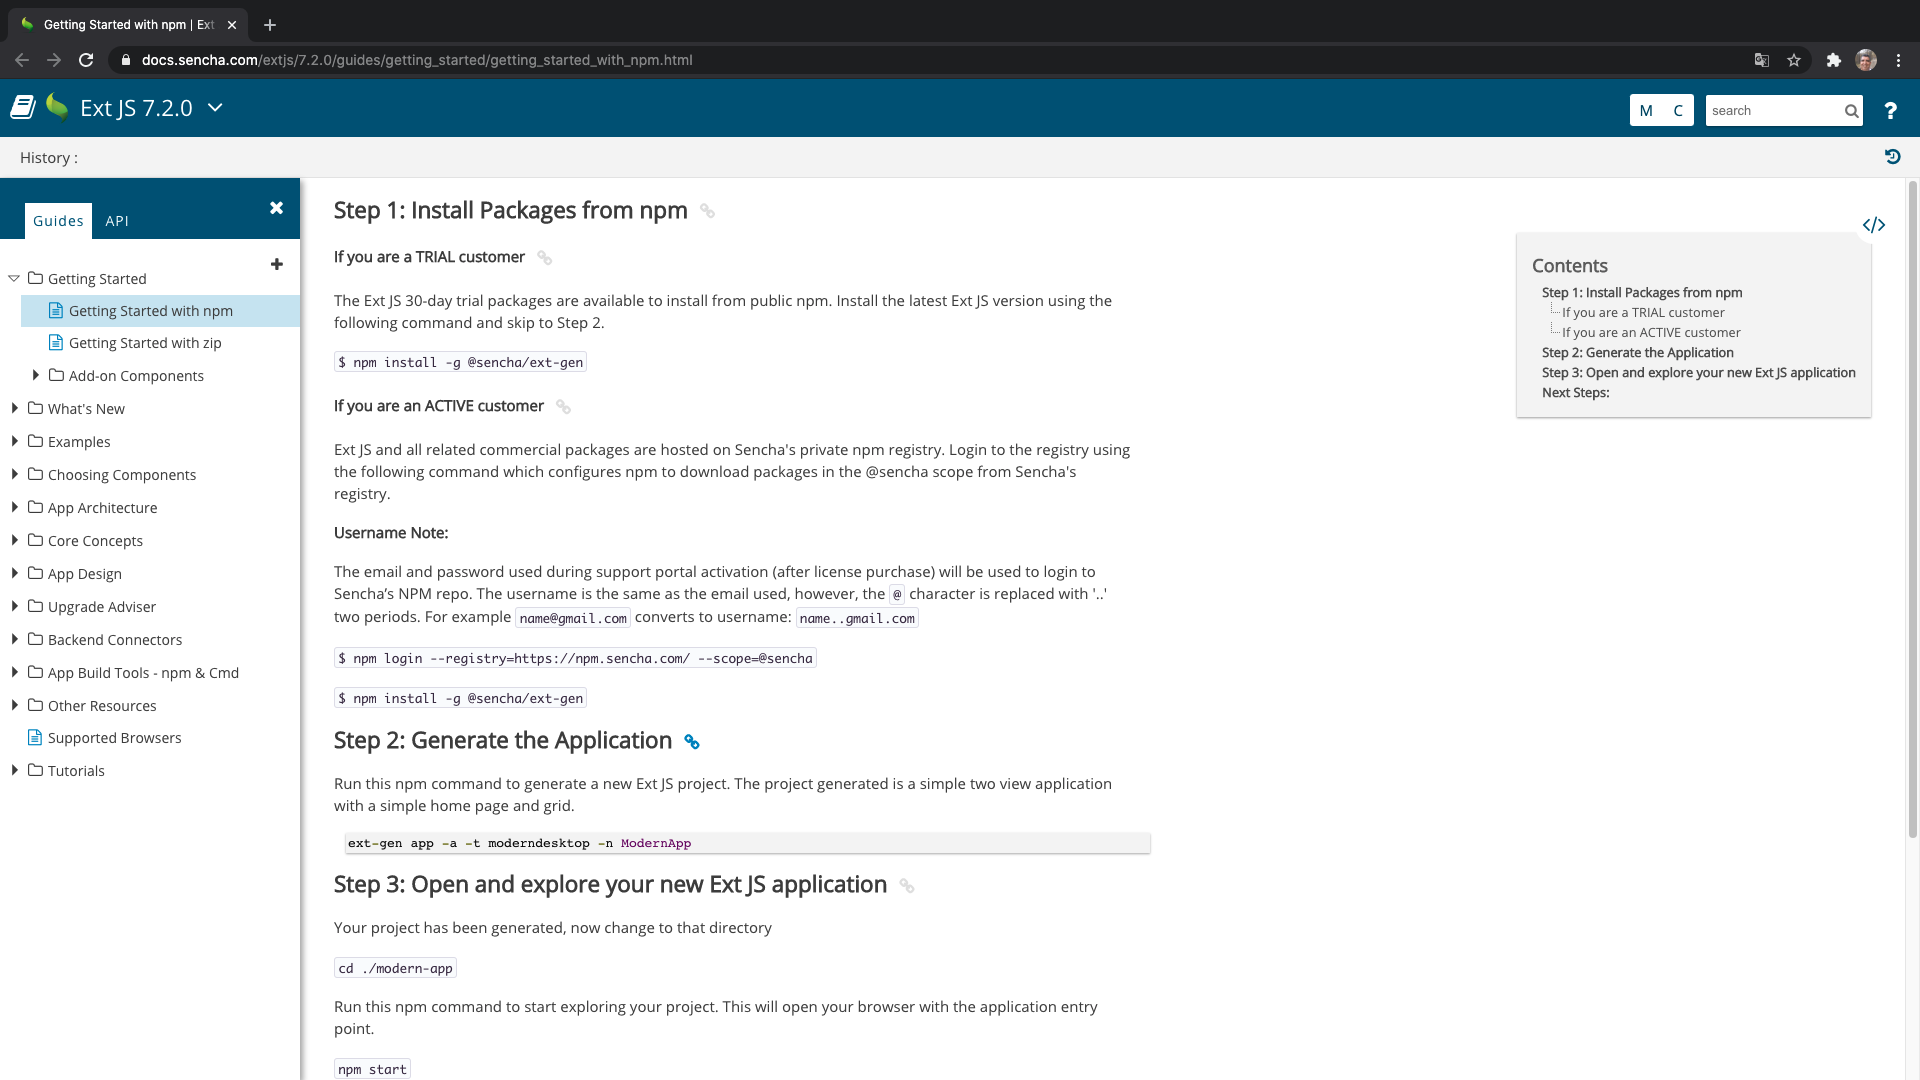 Getting Started with npm | Ext
docs.sencha.com/extjs/7.2.0/guides/getting_started/getting_started_with_npm.html
Ext JS 7.2.0
M C
search
?
History :
Guides
API
Getting Started
Getting Started with npm
Getting Started with zip
Add-on Components
What's New
Examples
Choosing Components
App Architecture
Core Concepts
App Design
Upgrade Adviser
Backend Connectors
App Build Tools - npm & Cmd
Other Resources
Supported Browsers
Tutorials
Step 1: Install Packages from npm
If you are a TRIAL customer
The Ext JS 30-day trial packages are available to install from public npm. Install the latest Ext JS version using the
following command and skip to Step 2.
$ npm install -g @sencha/ext-gen
If you are an ACTIVE customer
Ext JS and all related commercial packages are hosted on Sencha's private npm registry. Login to the registry using
the following command which configures npm to download packages in the @sencha scope from Sencha's
registry.
Username Note:
The email and password used during support portal activation (after license purchase) will be used to login to
Sencha’s NPM repo. The username is the same as the email used, however, the @ character is replaced with '..'
two periods. For example name@gmail.com converts to username: name..gmail.com
$ npm login --registry=https://npm.sencha.com/ --scope=@sencha
$ npm install -g @sencha/ext-gen
Step 2: Generate the Application
Run this npm command to generate a new Ext JS project. The project generated is a simple two view application
with a simple home page and grid.
ext-gen app -a -t moderndesktop -n ModernApp
Step 3: Open and explore your new Ext JS application
Your project has been generated, now change to that directory
cd ./modern-app
Run this npm command to start exploring your project. This will open your browser with the application entry
point.
npm start
</>
Contents
Step 1: Install Packages from npm
If you are a TRIAL customer
If you are an ACTIVE customer
Step 2: Generate the Application
Step 3: Open and explore your new Ext JS application
Next Steps: